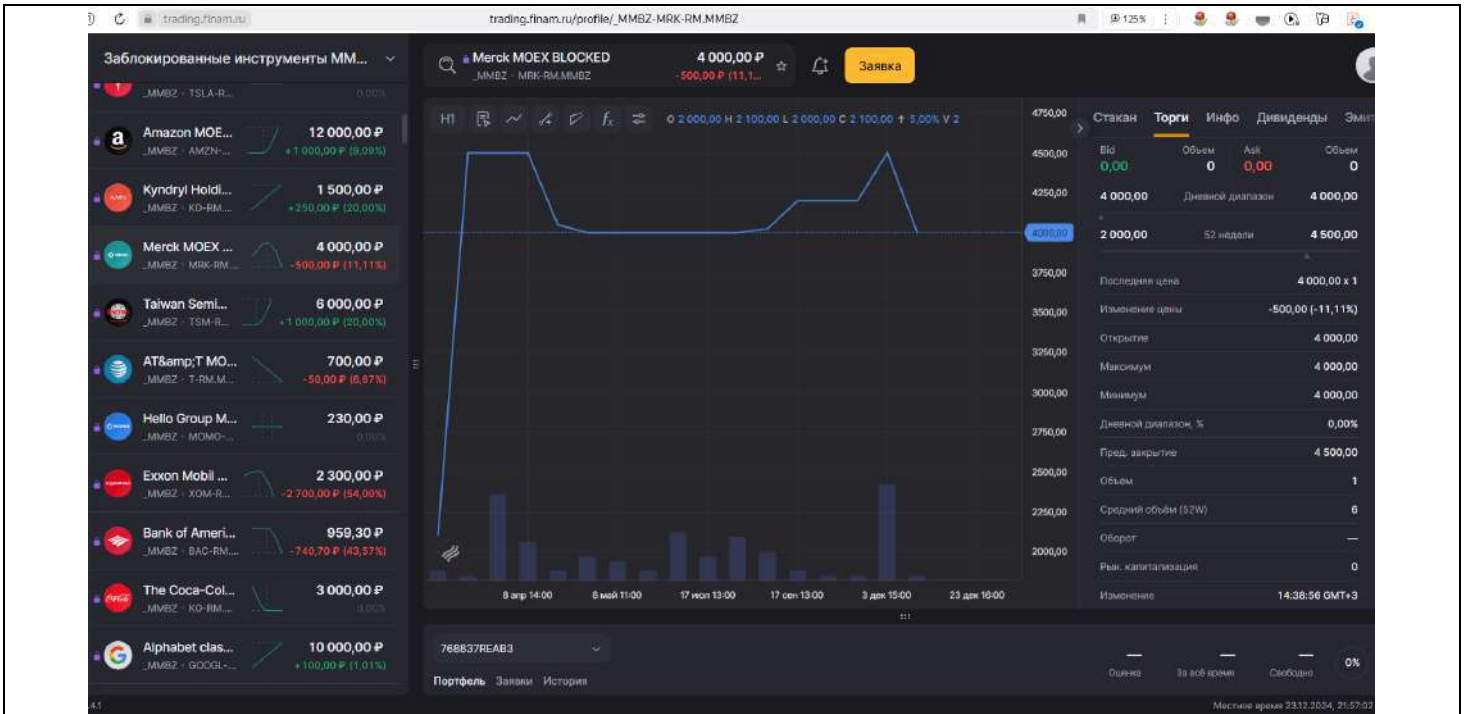 trading.finam.ru
trading.finam.ru/profile/_MMBZ-MRK-RM.MMBZ
125%
Заблокированные инструменты MM...
_MMBZ · TSLA-R...
0,00%
Amazon MOE...
12 000,00 ₽
_MMBZ · AMZN-...
+1 000,00 ₽ (9,09%)
Kyndryl Holdi...
1 500,00 ₽
_MMBZ · KD-RM....
+250,00 ₽ (20,00%)
Merck MOEX ...
4 000,00 ₽
_MMBZ · MRK-RM....
-500,00 ₽ (11,11%)
Taiwan Semi...
6 000,00 ₽
_MMBZ · TSM-R...
+1 000,00 ₽ (20,00%)
AT&amp;T MO...
700,00 ₽
_MMBZ · T-RM.M...
-50,00 ₽ (6,67%)
Hello Group M...
230,00 ₽
_MMBZ · MOMO-...
0,00%
Exxon Mobil ...
2 300,00 ₽
_MMBZ · XOM-R...
-2 700,00 ₽ (54,00%)
Bank of Ameri...
959,30 ₽
_MMBZ · BAC-RM....
-740,70 ₽ (43,57%)
The Coca-Col...
3 000,00 ₽
_MMBZ · KO-RM....
0,00%
Alphabet clas...
10 000,00 ₽
_MMBZ · GOOGL-...
+100,00 ₽ (1,01%)
.4.1
Merck MOEX BLOCKED
_MMBZ · MRK-RM.MMBZ
4 000,00 ₽
-500,00 ₽ (11,1...
Заявка
H1
O 2 000,00 H 2 100,00 L 2 000,00 C 2 100,00 ↑ 5,00% V 2
4750,00
4500,00
4250,00
4000,00
3750,00
3500,00
3250,00
3000,00
2750,00
2500,00
2250,00
2000,00
8 апр 14:00
8 май 11:00
17 июл 13:00
17 сен 13:00
3 дек 15:00
23 дек 16:00
Стакан Торги Инфо Дивиденды Эмит
Bid Объем Ask Объем
0,00 0 0,00 0
4 000,00 Дневной диапазон 4 000,00
2 000,00 52 недели 4 500,00
Последняя цена 4 000,00 x 1
Изменение цены -500,00 (-11,11%)
Открытие 4 000,00
Максимум 4 000,00
Минимум 4 000,00
Дневной диапазон, % 0,00%
Пред. закрытие 4 500,00
Объем 1
Средний объём (52W) 6
Оборот —
Рын. капитализация 0
Изменение 14:38:56 GMT+3
768837REAB3
Портфель Заявки История
— — —
Оценка За всё время Свободно
0%
Местное время 23.12.2024, 21:57:02